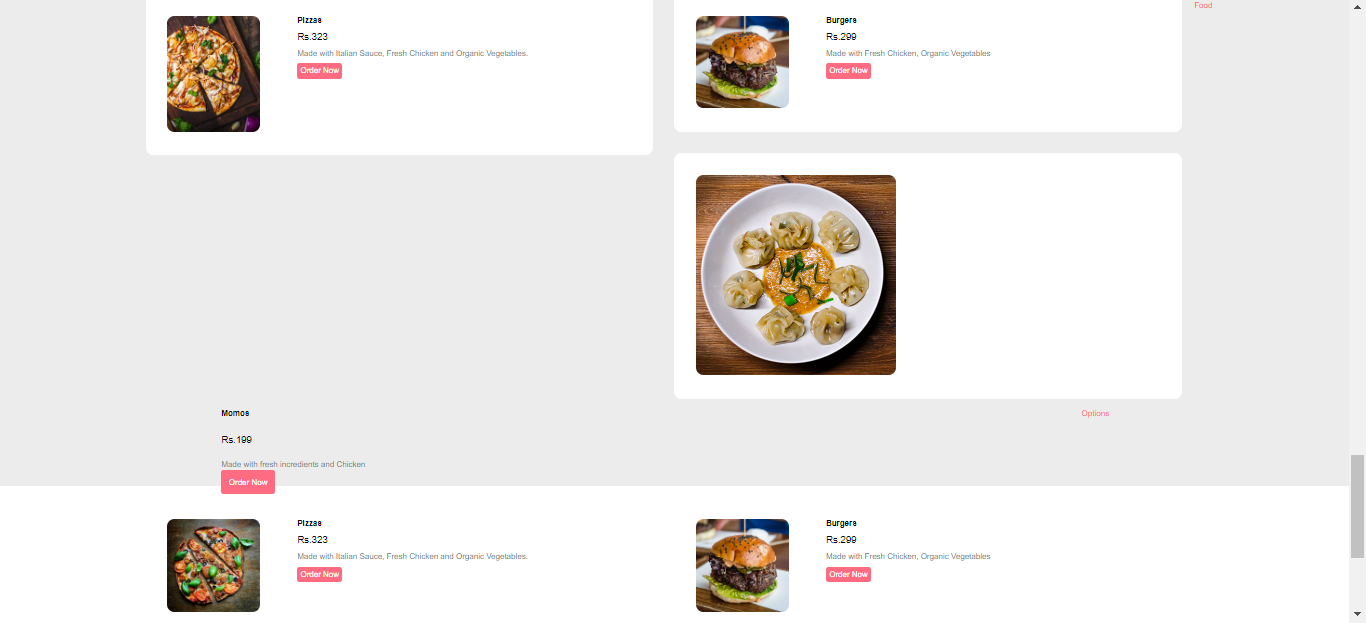 Food
Pizzas
Rs.323
Made with Italian Sauce, Fresh Chicken and Organic Vegetables.
Order Now
Burgers
Rs.299
Made with Fresh Chicken, Organic Vegetables
Order Now
Momos
Options
Rs.199
Made with fresh incredients and Chicken
Order Now
Pizzas
Rs.323
Made with Italian Sauce, Fresh Chicken and Organic Vegetables.
Order Now
Burgers
Rs.299
Made with Fresh Chicken, Organic Vegetables
Order Now